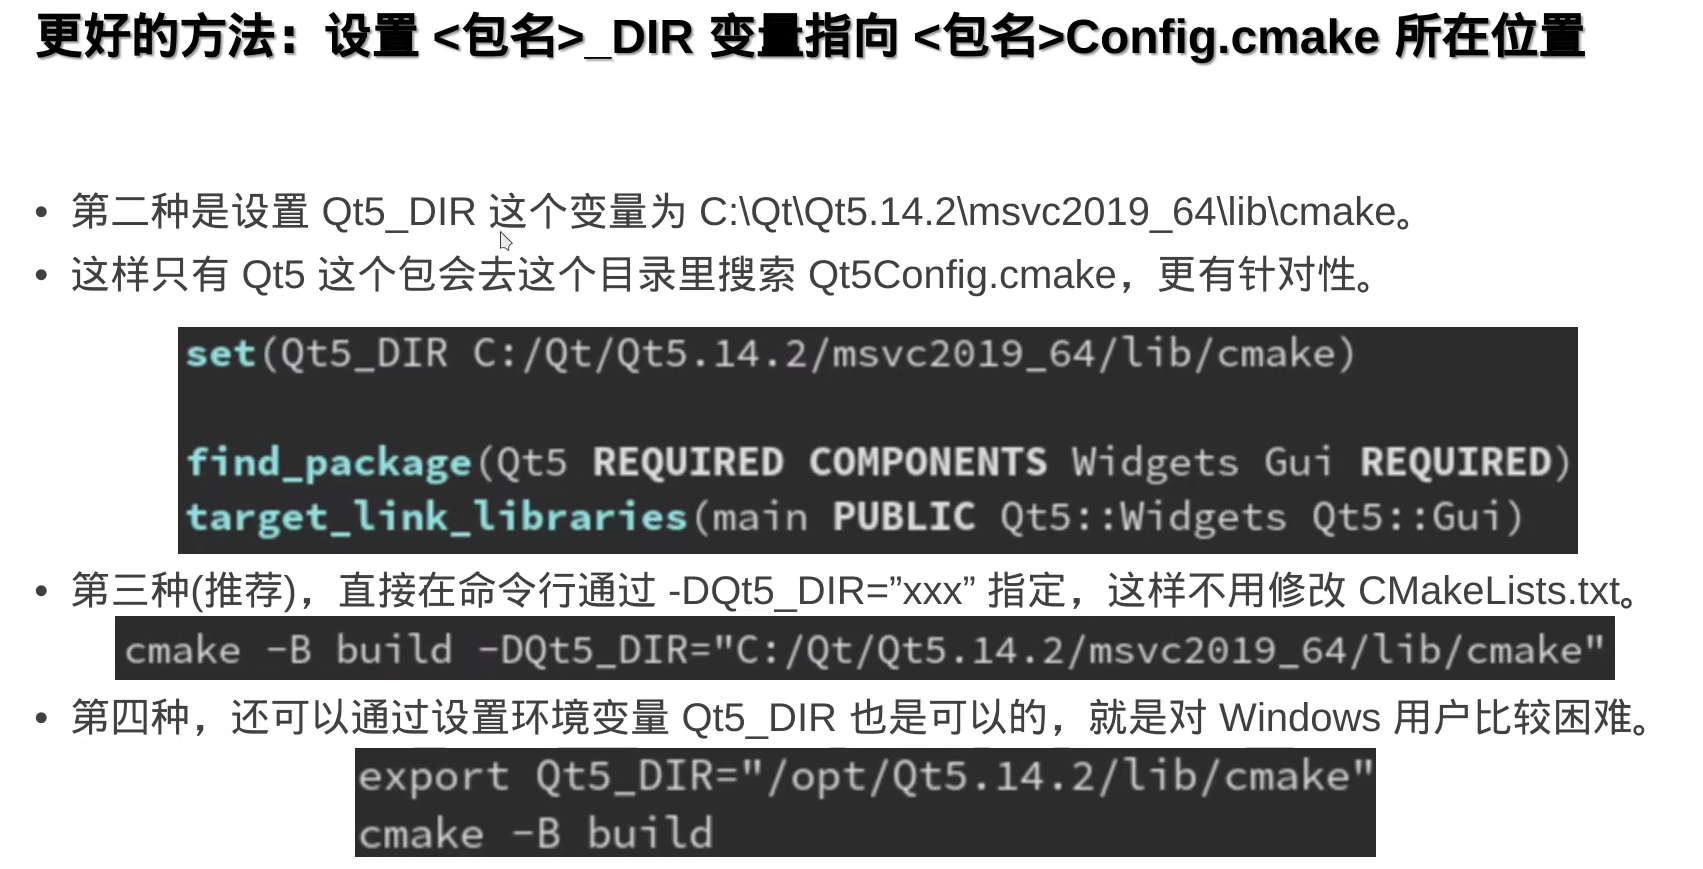 更好的方法：设置 <包名>_DIR 变量指向 <包名>Config.cmake 所在位置
• 第二种是设置 Qt5_DIR 这个变量为 C:\Qt\Qt5.14.2\msvc2019_64\lib\cmake。
• 这样只有 Qt5 这个包会去这个目录里搜索 Qt5Config.cmake，更有针对性。
set(Qt5_DIR C:/Qt/Qt5.14.2/msvc2019_64/lib/cmake)
find_package(Qt5 REQUIRED COMPONENTS Widgets Gui REQUIRED)
target_link_libraries(main PUBLIC Qt5::Widgets Qt5::Gui)
• 第三种(推荐)，直接在命令行通过 -DQt5_DIR=”xxx” 指定，这样不用修改 CMakeLists.txt。
cmake -B build -DQt5_DIR="C:/Qt/Qt5.14.2/msvc2019_64/lib/cmake"
• 第四种，还可以通过设置环境变量 Qt5_DIR 也是可以的，就是对 Windows 用户比较困难。
export Qt5_DIR="/opt/Qt5.14.2/lib/cmake"
cmake -B build